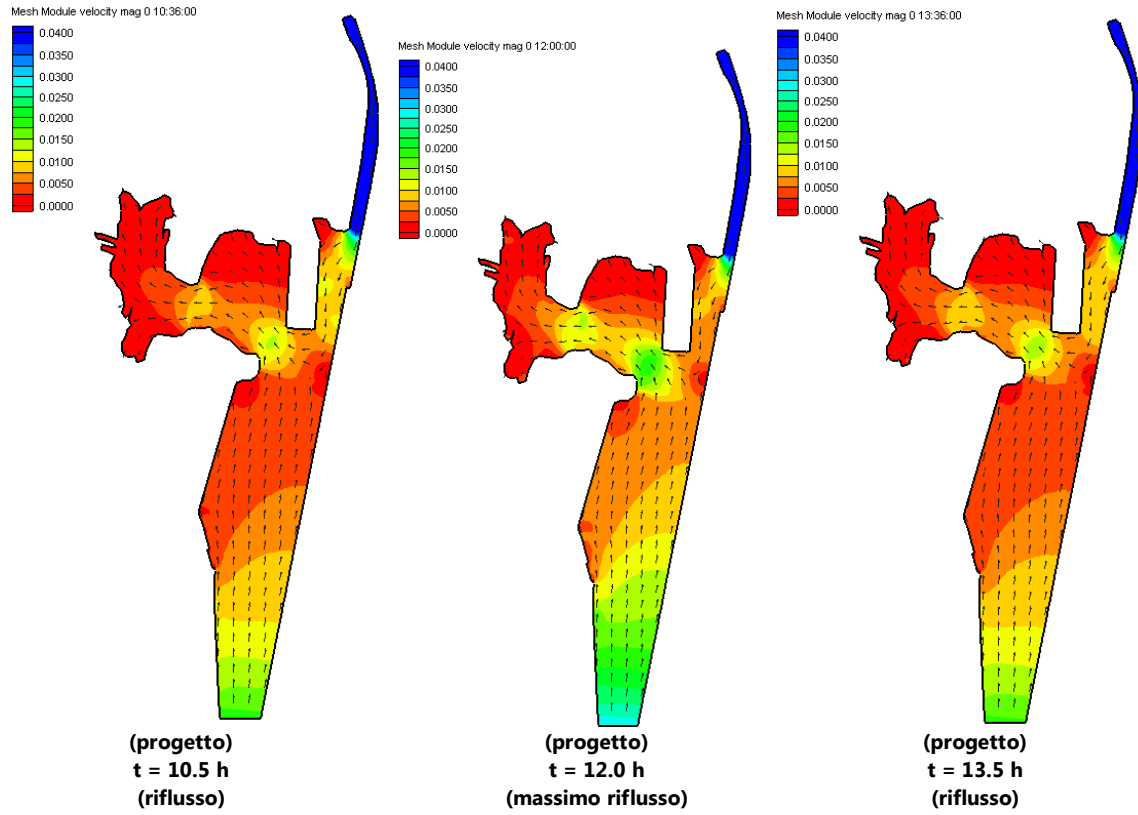 Mesh Module velocity mag 0 10:36:00
0.0400
0.0350
0.0300
0.0250
0.0200
0.0150
0.0100
0.0050
0.0000
Mesh Module velocity mag 0 12:00:00
0.0400
0.0350
0.0300
0.0250
0.0200
0.0150
0.0100
0.0050
0.0000
Mesh Module velocity mag 0 13:36:00
0.0400
0.0350
0.0300
0.0250
0.0200
0.0150
0.0100
0.0050
0.0000
(progetto)
t = 10.5 h
(riflusso)
(progetto)
t = 12.0 h
(massimo riflusso)
(progetto)
t = 13.5 h
(riflusso)